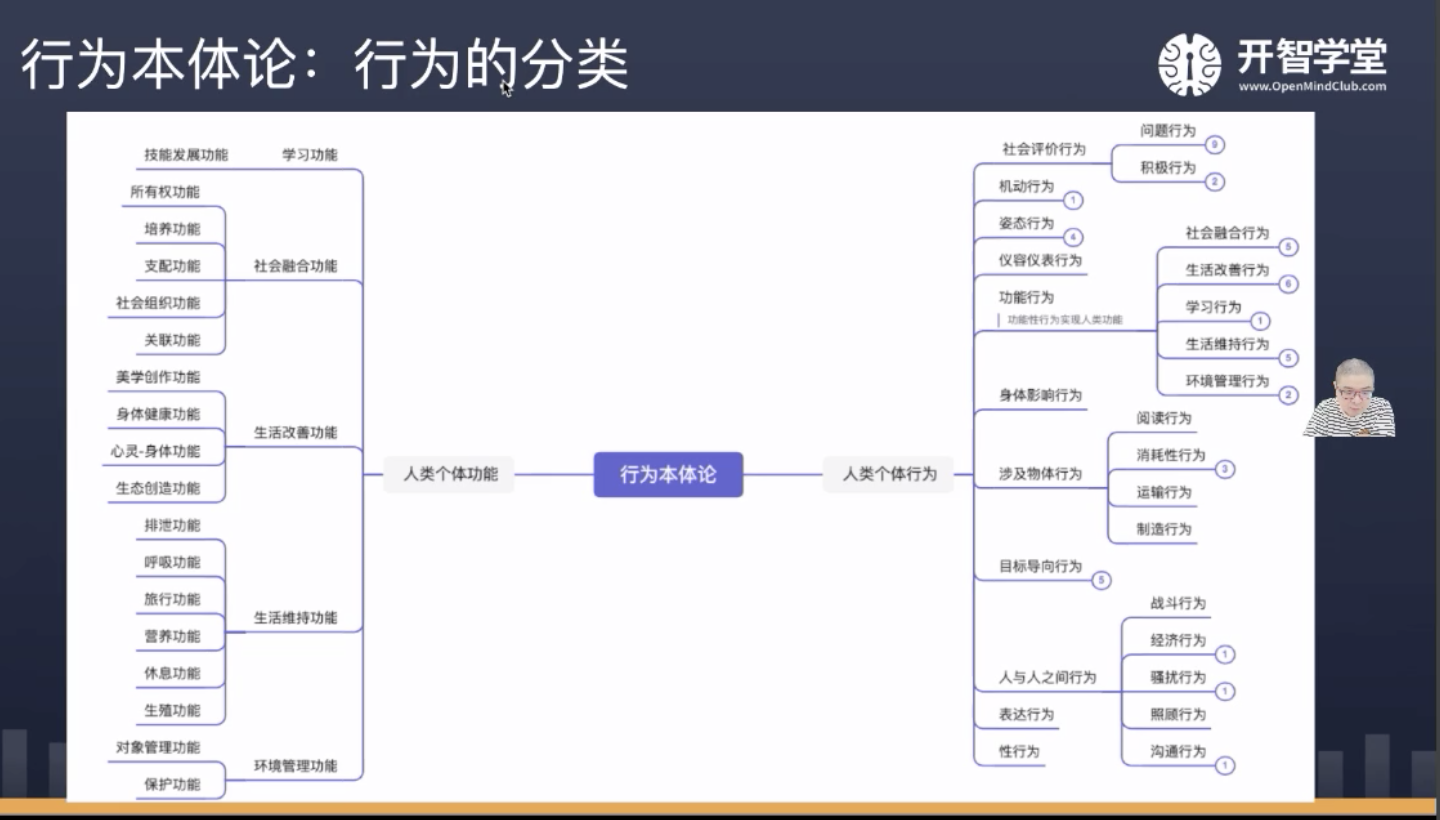 行为本体论：行为的分类
开智学堂
www.OpenMindClub.com
技能发展功能
学习功能
所有权功能
培养功能
支配功能
社会组织功能
关联功能
社会融合功能
美学创作功能
身体健康功能
心灵-身体功能
生态创造功能
生活改善功能
排泄功能
呼吸功能
旅行功能
营养功能
休息功能
生殖功能
生活维持功能
对象管理功能
保护功能
环境管理功能
人类个体功能
行为本体论
人类个体行为
社会评价行为
问题行为 9
积极行为 2
机动行为 1
姿态行为 4
仪容仪表行为
功能行为
功能性行为实现人类功能
社会融合行为 5
生活改善行为 6
学习行为 1
生活维持行为 5
环境管理行为 2
身体影响行为
涉及物体行为
阅读行为
消耗性行为 3
运输行为
制造行为
目标导向行为 5
人与人之间行为
战斗行为
经济行为 1
骚扰行为 1
照顾行为
沟通行为 1
表达行为
性行为